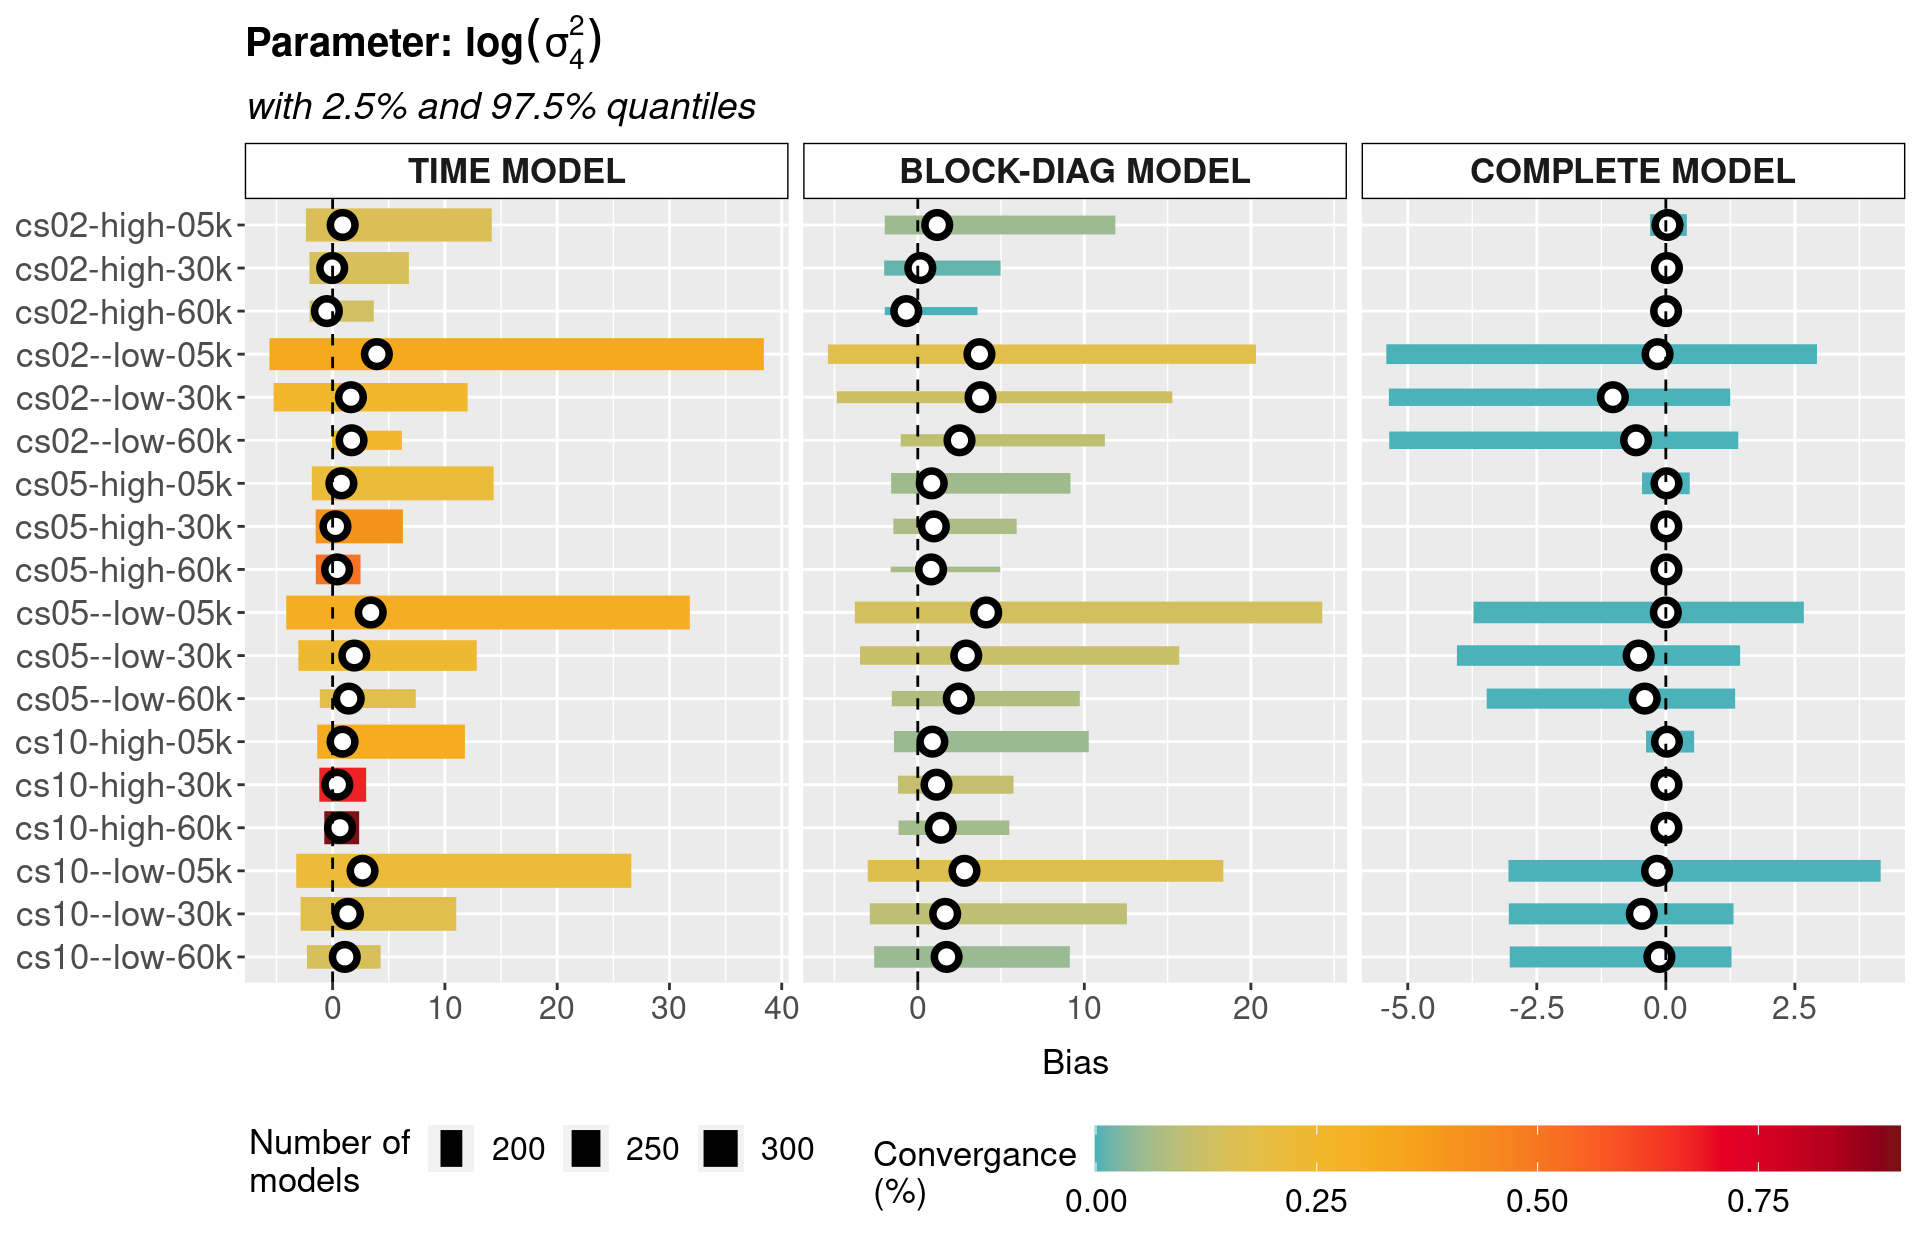 Parameter: log(σ₄²)
with 2.5% and 97.5% quantiles
TIME MODEL BLOCK-DIAG MODEL COMPLETE MODEL
cs02-high-05k
cs02-high-30k
cs02-high-60k
cs02--low-05k
cs02--low-30k
cs02--low-60k
cs05-high-05k
cs05-high-30k
cs05-high-60k
cs05--low-05k
cs05--low-30k
cs05--low-60k
cs10-high-05k
cs10-high-30k
cs10-high-60k
cs10--low-05k
cs10--low-30k
cs10--low-60k
0 10 20 30 40 0 10 20 -5.0 -2.5 0.0 2.5
Bias
Number of
models
200 250 300
Convergance
(%)
0.00 0.25 0.50 0.75